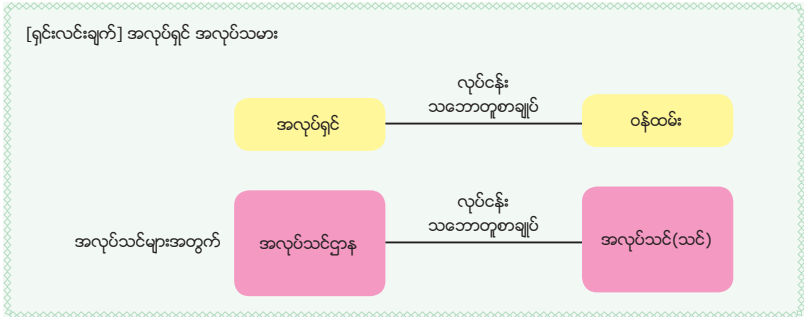 [ရှင်းလင်းချက်] အလုပ်ရှင် အလုပ်သမား
လုပ်ငန်း
သဘောတူစာချုပ်
အလုပ်ရှင်
ဝန်ထမ်း
လုပ်ငန်း
သဘောတူစာချုပ်
အလုပ်သင်များအတွက်
အလုပ်သင်ဌာန
အလုပ်သင်(သင်)